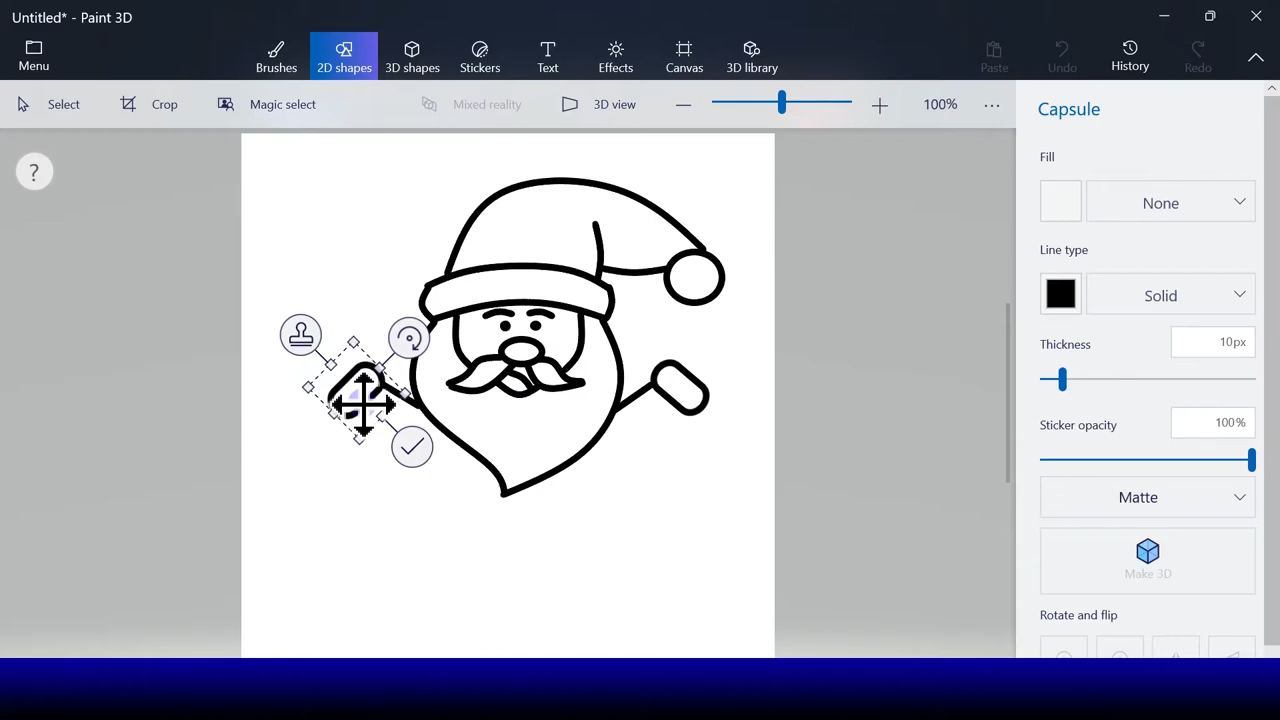 Untitled* - Paint 3D
Menu
Brushes
2D shapes
3D shapes
Stickers
Text
Effects
Canvas
3D library
Paste
Undo
History
Redo
Select
Crop
Magic select
Mixed reality
3D view
100%
?
Capsule
Fill
None
Line type
Solid
Thickness
10px
Sticker opacity
100%
Matte
Make 3D
Rotate and flip